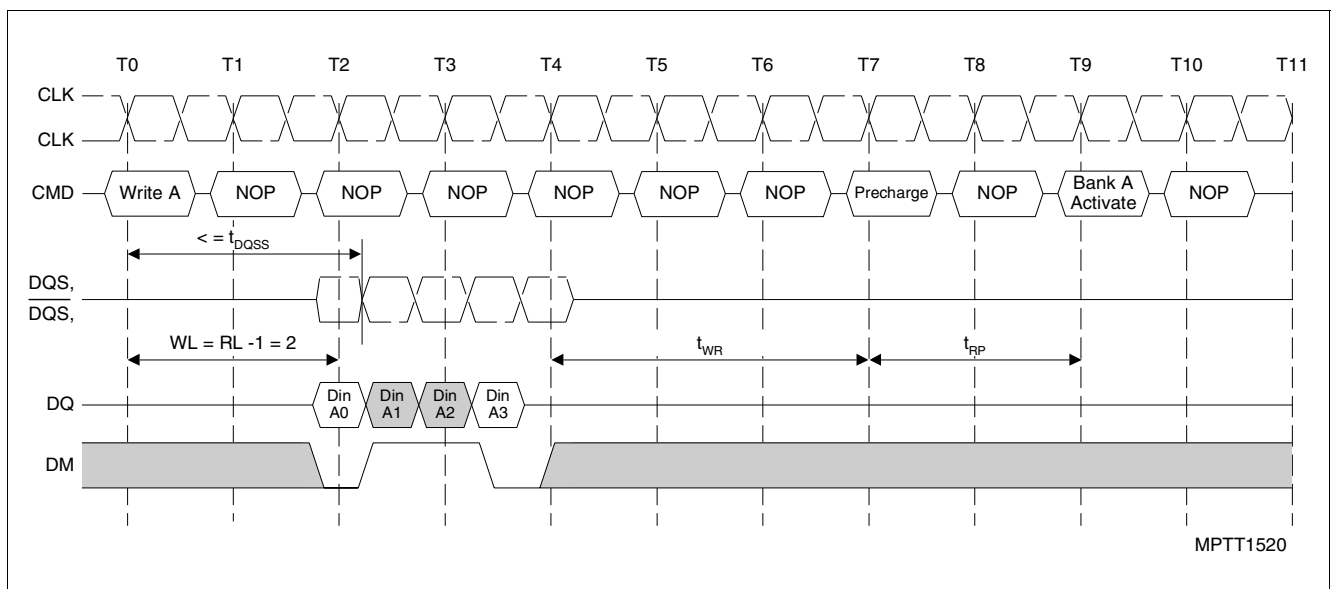 T0 T1 T2 T3 T4 T5 T6 T7 T8 T9 T10 T11
CLK
CLK
CMD Write A NOP NOP NOP NOP NOP NOP Precharge NOP Bank A Activate NOP
< = tDQSS
DQS,
DQS,
WL = RL -1 = 2 tWR tRP
DQ Din A0 Din A1 Din A2 Din A3
DM
MPTT1520